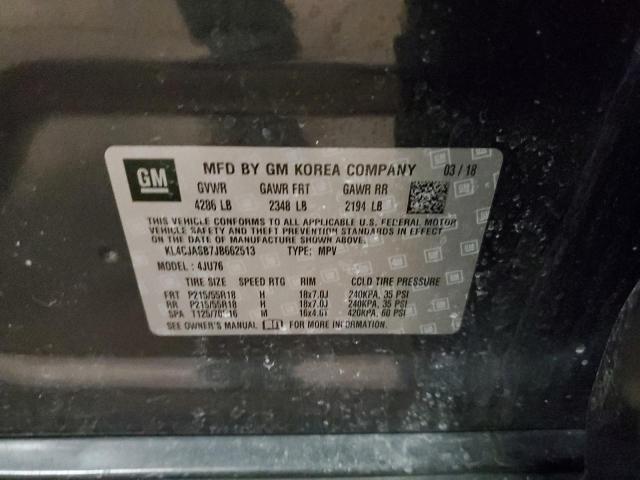 GM
MFD BY GM KOREA COMPANY 03/18
GVWR GAWR FRT GAWR RR
4286 LB 2348 LB 2194 LB
THIS VEHICLE CONFORMS TO ALL APPLICABLE U.S. FEDERAL MOTOR
VEHICLE SAFETY AND THEFT PREVENTION STANDARDS IN EFFECT
ON THE DATE OF MANUFACTURE SHOWN ABOVE.
KL4CJASB7JB662513 TYPE: MPV
MODEL: 4JU76
TIRE SIZE SPEED RTG RIM COLD TIRE PRESSURE
FRT P215/55R18 H 18x7.0J 240KPA, 35 PSI
RR P215/55R18 H 18x7.0J 240KPA, 35 PSI
SPA M 420KPA, 60 PSI
SEE OWNER'S MANUAL FOR MORE INFORMATION.